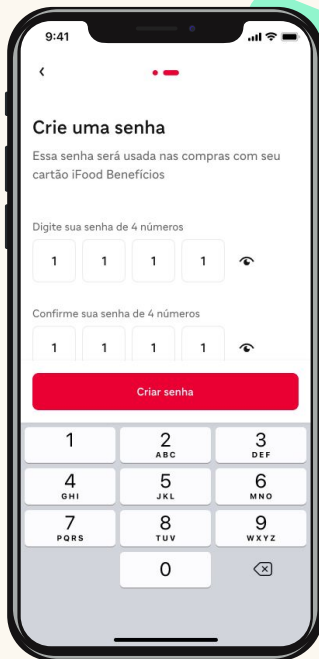 9:41
Crie uma senha
Essa senha será usada nas compras com seu
cartão iFood Benefícios
Digite sua senha de 4 números
1 1 1 1
Confirme sua senha de 4 números
1 1 1 1
Criar senha
1 2 3
ABC DEF
4 5 6
GHI JKL MNO
7 8 9
PQRS TUV WXYZ
0